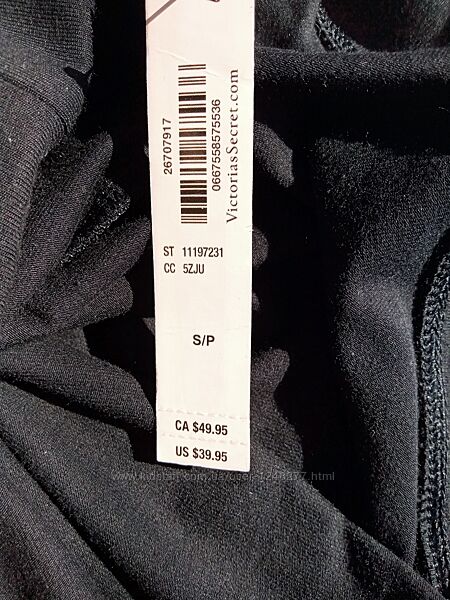 26707917
0667558575536
VictoriasSecret.com
ST 11197231
CC 5ZJU
S/P
CA $49.95
US $39.95